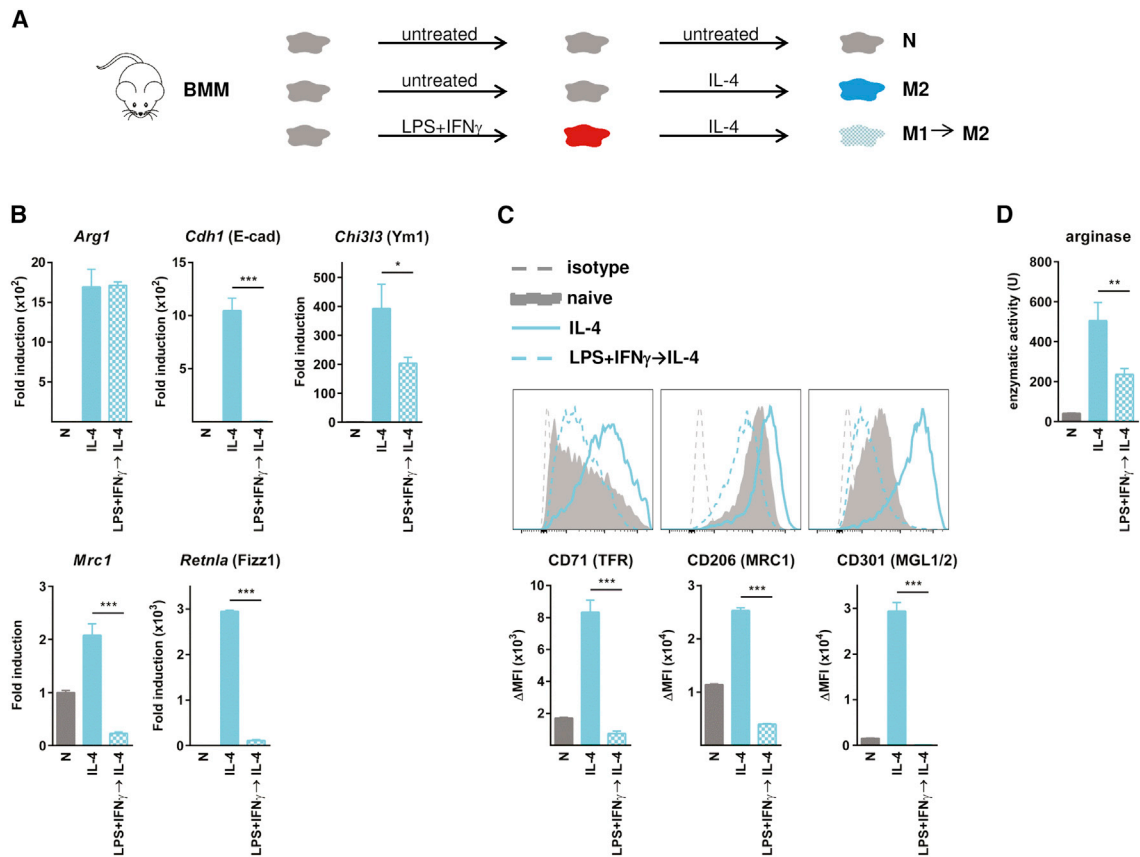 A
BMM
untreated
untreated
N
untreated
IL-4
M2
LPS+IFNγ
IL-4
M1→ M2
B
Arg1
Fold induction (x10²)
20
15
10
5
N
IL-4
LPS+IFNγ→ IL-4
Cdh1 (E-cad)
Fold induction (x10²)
15
10
5
***
N
IL-4
LPS+IFNγ→ IL-4
Chi3l3 (Ym1)
Fold induction
500
400
300
200
100
0
*
N
IL-4
LPS+IFNγ→ IL-4
Mrc1
Fold induction
3
2
1
0
***
N
IL-4
LPS+IFNγ→ IL-4
Retnla (Fizz1)
Fold induction (x10³)
3
2
1
0
***
N
IL-4
LPS+IFNγ→ IL-4
C
isotype
naive
IL-4
LPS+IFNγ→IL-4
CD71 (TFR)
ΔMFI (x10³)
10
8
6
4
2
***
N
IL-4
LPS+IFNγ→ IL-4
CD206 (MRC1)
ΔMFI (x10⁴)
3
2
1
0
***
N
IL-4
LPS+IFNγ→ IL-4
CD301 (MGL1/2)
ΔMFI (x10⁴)
3
2
1
0
***
N
IL-4
LPS+IFNγ→ IL-4
D
arginase
enzymatic activity (U)
800
600
400
200
0
**
N
IL-4
LPS+IFNγ→ IL-4